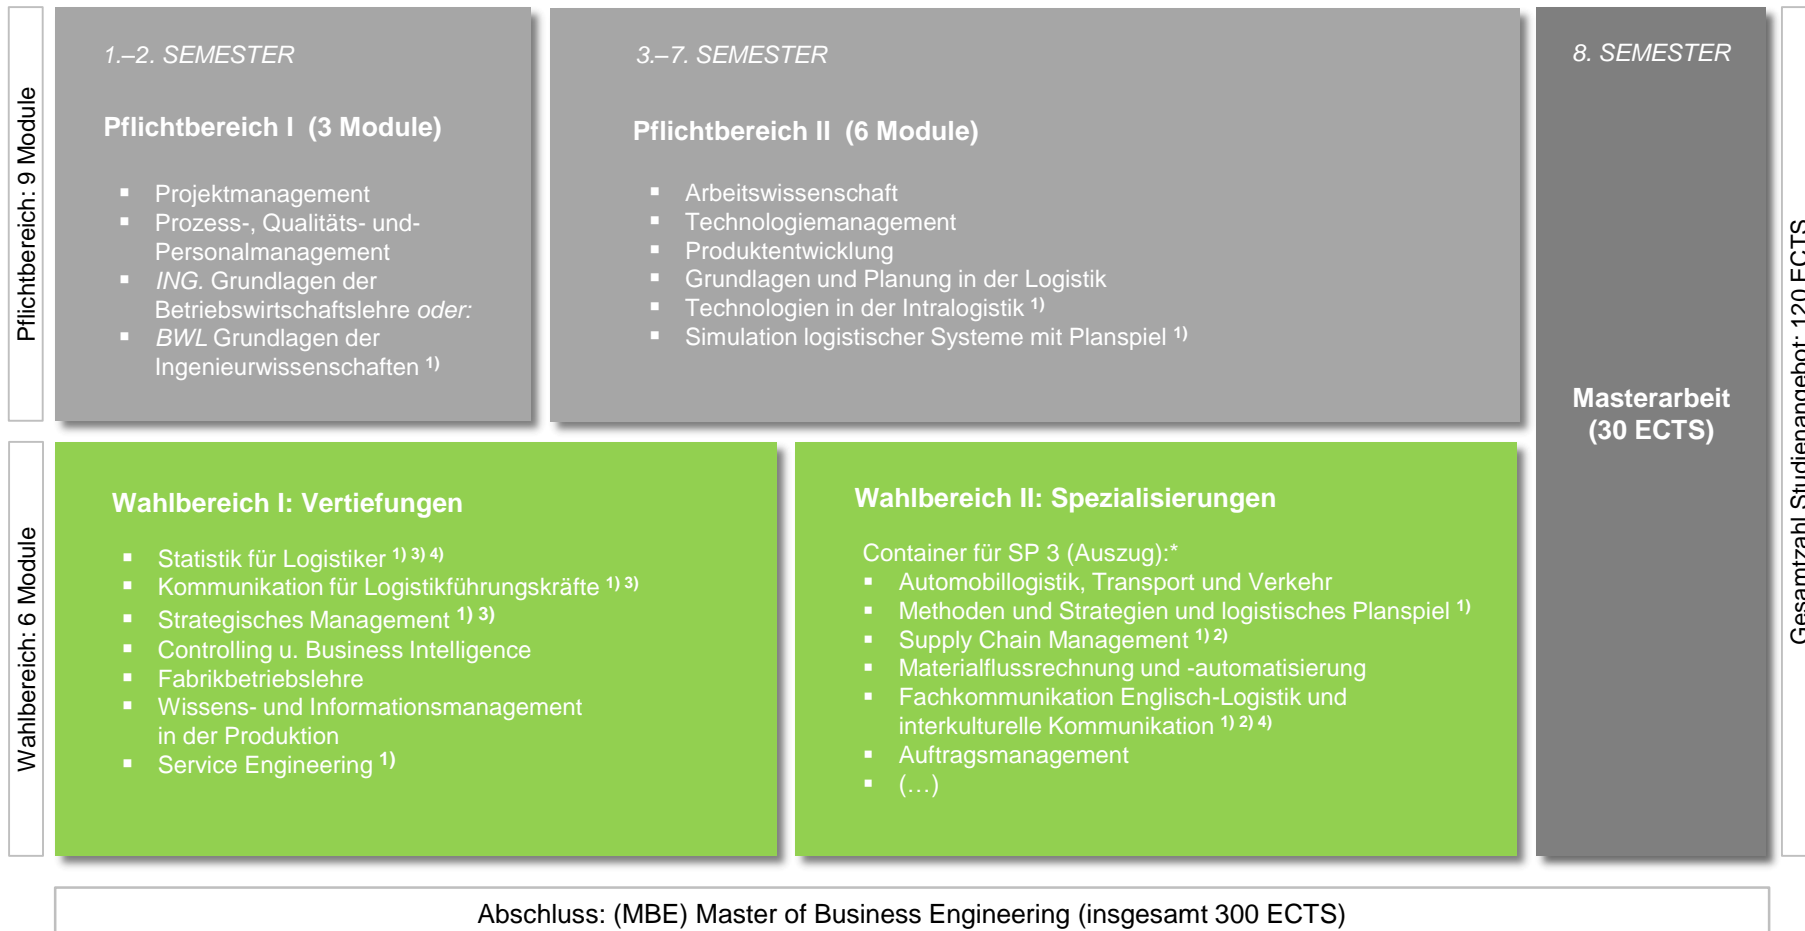 Pflichtbereich: 9 Module
1.–2. SEMESTER
Pflichtbereich I (3 Module)
▪ Projektmanagement
▪ Prozess-, Qualitäts- und-
Personalmanagement
▪ ING. Grundlagen der
Betriebswirtschaftslehre oder:
▪ BWL Grundlagen der
Ingenieurwissenschaften 1)
3.–7. SEMESTER
Pflichtbereich II (6 Module)
▪ Arbeitswissenschaft
▪ Technologiemanagement
▪ Produktentwicklung
▪ Grundlagen und Planung in der Logistik
▪ Technologien in der Intralogistik 1)
▪ Simulation logistischer Systeme mit Planspiel 1)
8. SEMESTER
Masterarbeit
(30 ECTS)
Gesamtzahl Studienangebot: 120 ECTS
Wahlbereich: 6 Module
Wahlbereich I: Vertiefungen
▪ Statistik für Logistiker 1) 3) 4)
▪ Kommunikation für Logistikführungskräfte 1) 3)
▪ Strategisches Management 1) 3)
▪ Controlling u. Business Intelligence
▪ Fabrikbetriebslehre
▪ Wissens- und Informationsmanagement
in der Produktion
▪ Service Engineering 1)
Wahlbereich II: Spezialisierungen
Container für SP 3 (Auszug):*
▪ Automobillogistik, Transport und Verkehr
▪ Methoden und Strategien und logistisches Planspiel 1)
▪ Supply Chain Management 1) 2)
▪ Materialflussrechnung und -automatisierung
▪ Fachkommunikation Englisch-Logistik und
interkulturelle Kommunikation 1) 2) 4)
▪ Auftragsmanagement
▪ (…)
Abschluss: (MBE) Master of Business Engineering (insgesamt 300 ECTS)